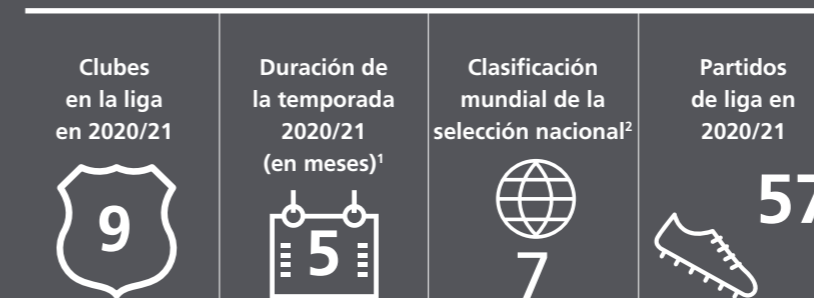 Clubes
en la liga
en 2020/21
9
Duración de
la temporada
2020/21
(en meses)¹
5
Clasificación
mundial de la
selección nacional²
7
Partidos
de liga en
2020/21
57